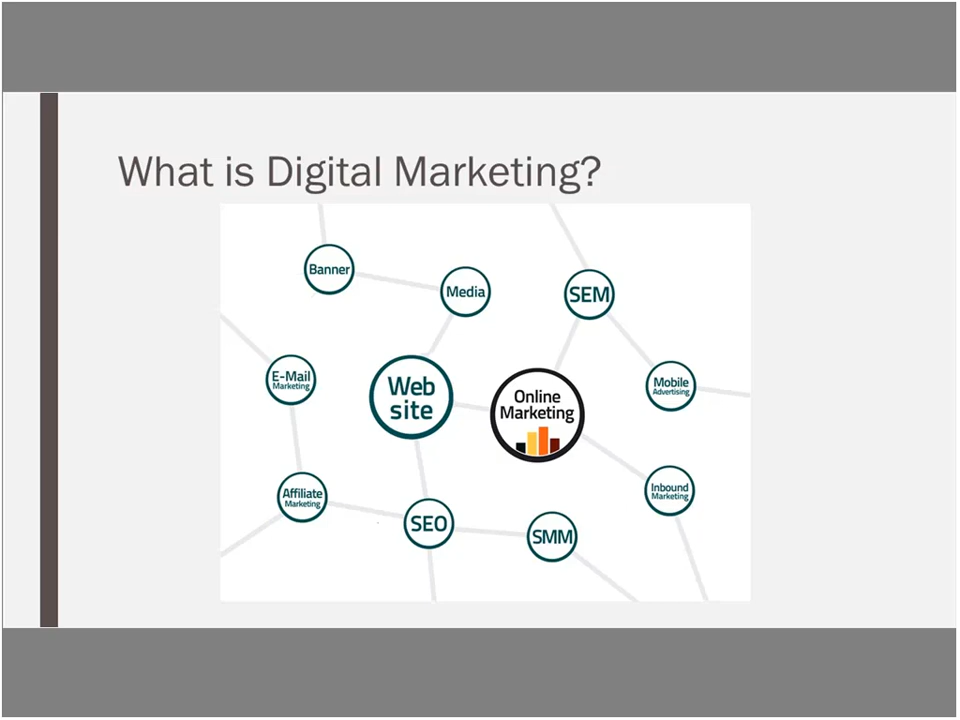 What is Digital Marketing?
Banner
Media
SEM
E-Mail
Marketing
Web
site
Online
Marketing
Mobile
Advertising
Affiliate
Marketing
SEO
SMM
Inbound
Marketing